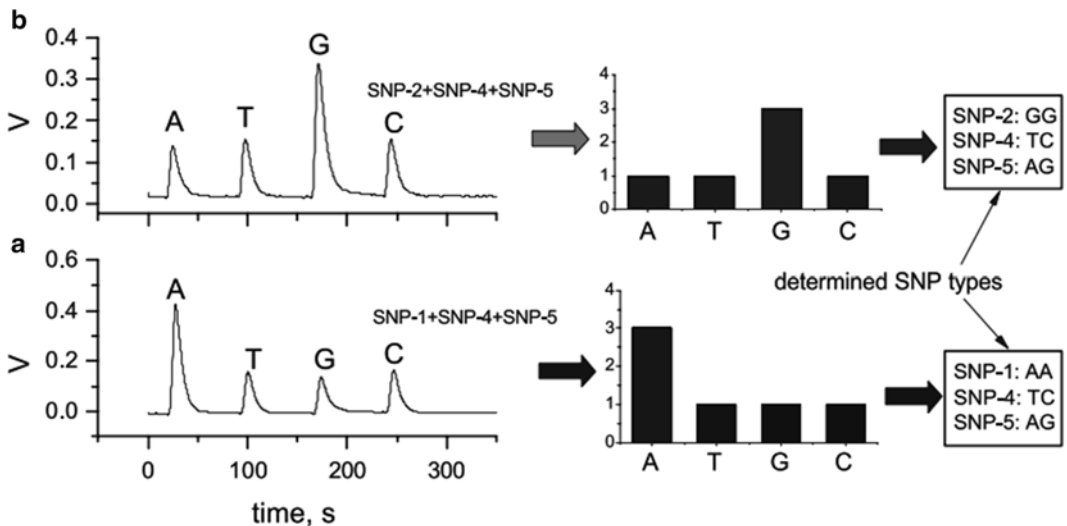 b
0.4
0.3
0.2
0.1
0.0
V
A
T
G
C
SNP-2+SNP-4+SNP-5
4
3
2
1
0
A T G C
SNP-2: GG
SNP-4: TC
SNP-5: AG
a
0.6
0.4
0.2
0.0
V
A
T
G
C
0 100 200 300
time, s
SNP-1+SNP-4+SNP-5
determined SNP types
4
3
2
1
0
A T G C
SNP-1: AA
SNP-4: TC
SNP-5: AG